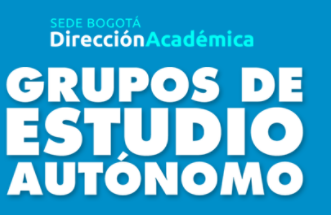 SEDE BOGOTÁ
DirecciónAcadémica
GRUPOS DE
ESTUDIO
AUTÓNOMO